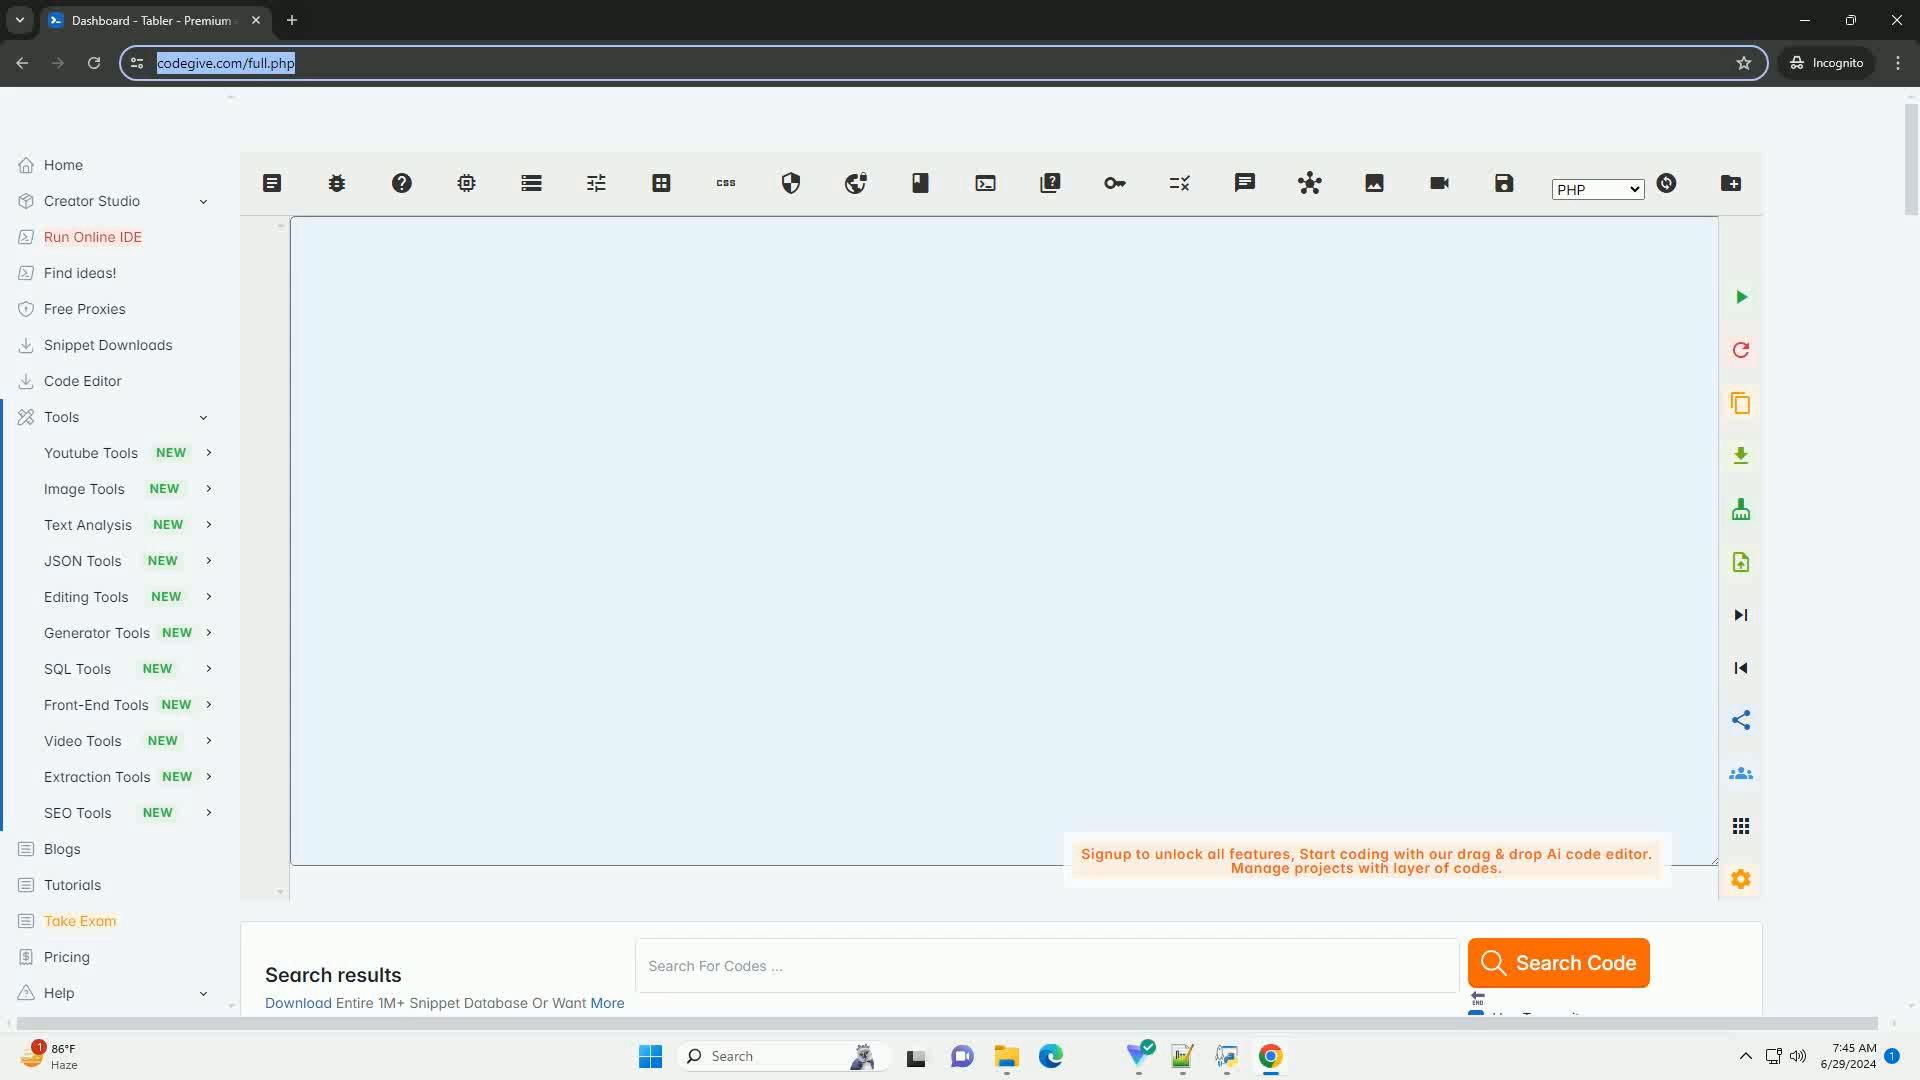 Dashboard - Tabler - Premium
codegive.com/full.php
Incognito
Home
Creator Studio
Run Online IDE
Find ideas!
Free Proxies
Snippet Downloads
Code Editor
Tools
Youtube Tools NEW
Image Tools NEW
Text Analysis NEW
JSON Tools NEW
Editing Tools NEW
Generator Tools NEW
SQL Tools NEW
Front-End Tools NEW
Video Tools NEW
Extraction Tools NEW
SEO Tools NEW
Blogs
Tutorials
Take Exam
Pricing
Help
CSS
PHP
Signup to unlock all features, Start coding with our drag & drop Ai code editor.
Manage projects with layer of codes.
Search results
Download Entire 1M+ Snippet Database Or Want More
Search For Codes ...
Search Code
END
1
86°F
Haze
Search
7:45 AM
6/29/2024
1